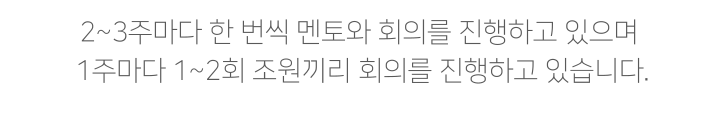 2~3주마다 한 번씩 멘토와 회의를 진행하고 있으며
1주마다 1~2회 조원끼리 회의를 진행하고 있습니다.